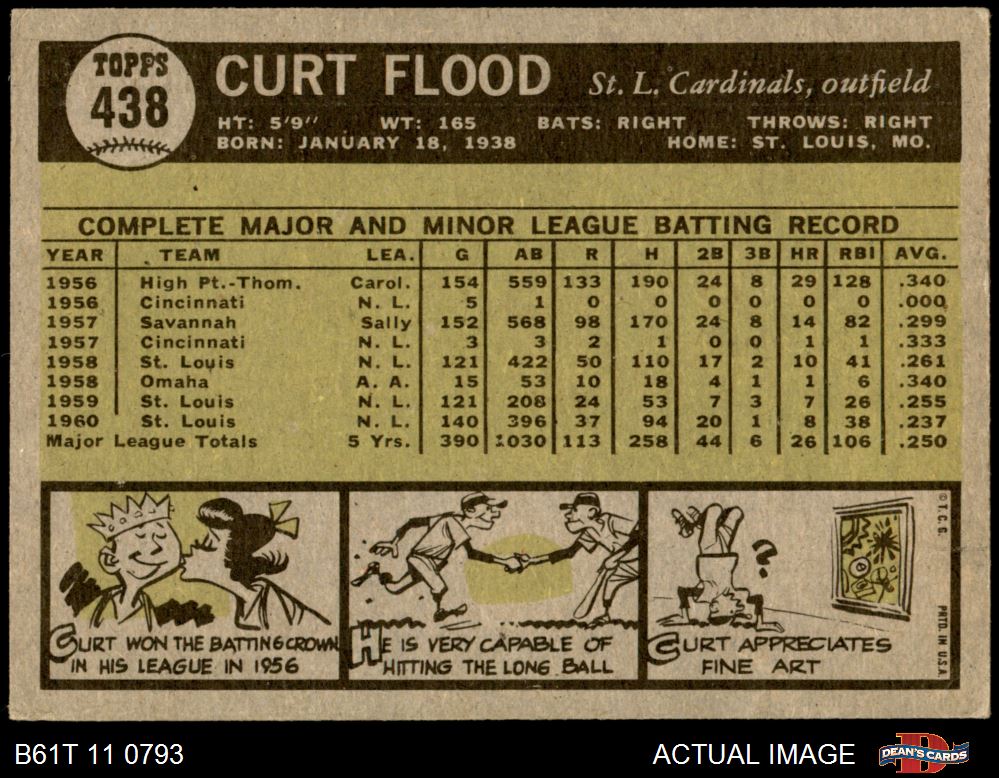 TOPPS
438
CURT FLOOD St. L. Cardinals, outfield
HT: 5'9" WT: 165 BATS: RIGHT THROWS: RIGHT
BORN: JANUARY 18, 1938 HOME: ST. LOUIS, MO.
COMPLETE MAJOR AND MINOR LEAGUE BATTING RECORD
YEAR TEAM LEA. G AB R H 2B 3B HR RBI AVG.
1956 High Pt.-Thom. Carol. 154 559 133 190 24 8 29 128 .340
1956 Cincinnati N. L. 5 1 0 0 0 0 0 0 .000
1957 Savannah Sally 152 568 98 170 24 8 14 82 .299
1957 Cincinnati N. L. 3 3 2 1 0 0 1 1 .333
1958 St. Louis N. L. 121 422 50 110 17 2 10 41 .261
1958 Omaha A. A. 15 53 10 18 4 1 1 6 .340
1959 St. Louis N. L. 121 208 24 53 7 3 7 26 .255
1960 St. Louis N. L. 140 396 37 94 20 1 8 38 .237
Major League Totals 5 Yrs. 390 1030 113 258 44 6 26 106 .250
CURT WON THE BATTING CROWN
IN HIS LEAGUE IN 1956
HE IS VERY CAPABLE OF
HITTING THE LONG BALL
?
CURT APPRECIATES
FINE ART
© T. C. G. PRTD. IN U.S.A.
B61T 11 0793 ACTUAL IMAGE DEAN'S CARDS